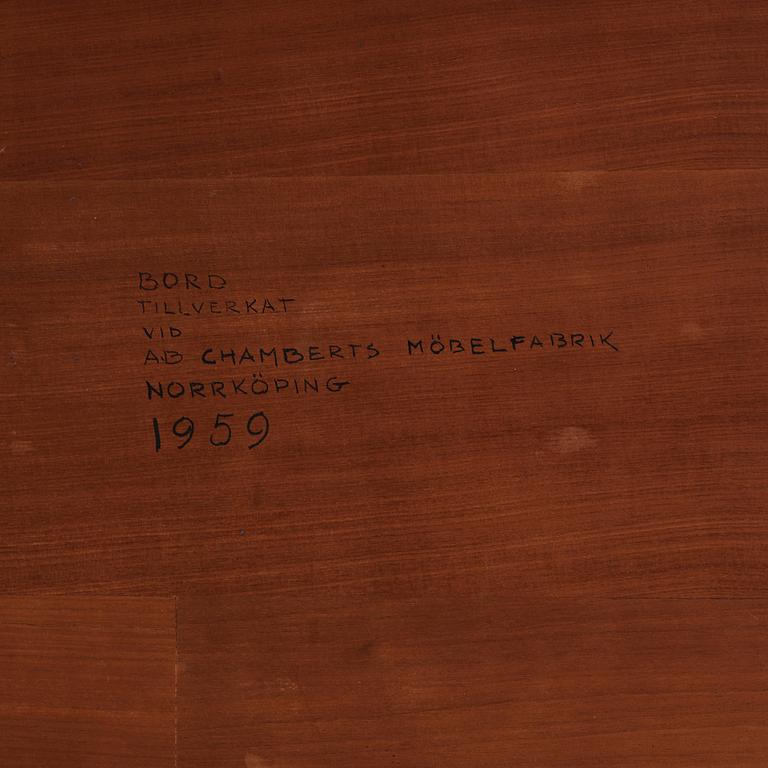 BORD
TILLVERKAT
VID
AB CHAMBERTS MÖBELFABRIK
NORRKÖPING
1959